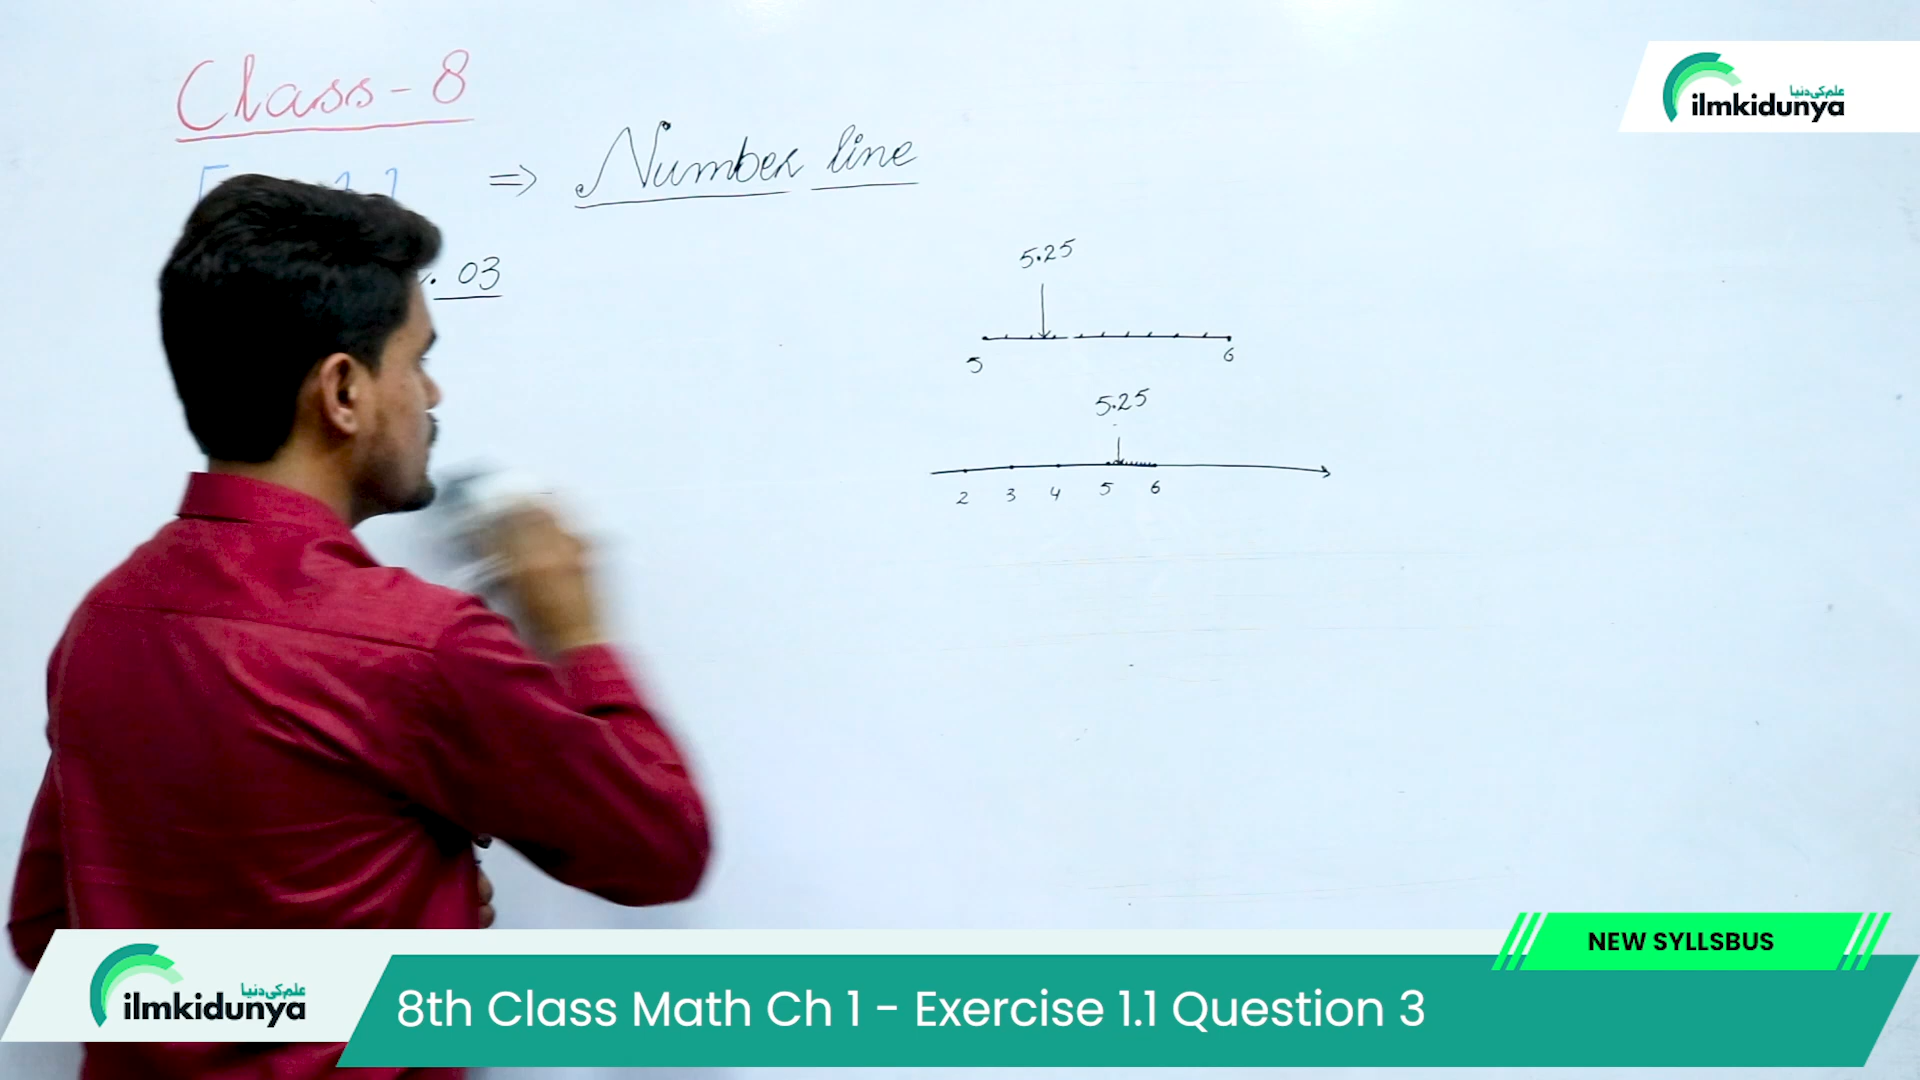 Class - 8
⇒ Number line
. 03
5.25
5 6
5.25
2 3 4 5 6
علم کی دنیا
ilmkidunya
NEW SYLLSBUS
علم کی دنیا
ilmkidunya
8th Class Math Ch 1 - Exercise 1.1 Question 3